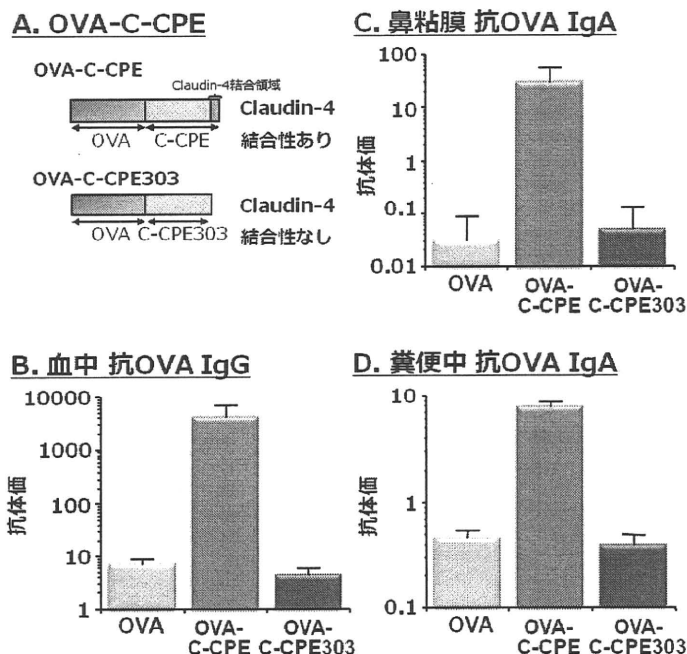 A. OVA-C-CPE
OVA-C-CPE
Claudin-4結合領域
Claudin-4
OVA C-CPE 結合性あり
OVA-C-CPE303
Claudin-4
OVA C-CPE303 結合性なし
C. 鼻粘膜 抗OVA IgA
抗体価
100
10
1
0.1
0.01
OVA OVA- OVA-
C-CPE C-CPE303
B. 血中 抗OVA IgG
抗体価
10000
1000
100
10
1
OVA OVA- OVA-
C-CPE C-CPE303
D. 糞便中 抗OVA IgA
抗体価
10
1
0.1
OVA OVA- OVA-
C-CPE C-CPE303